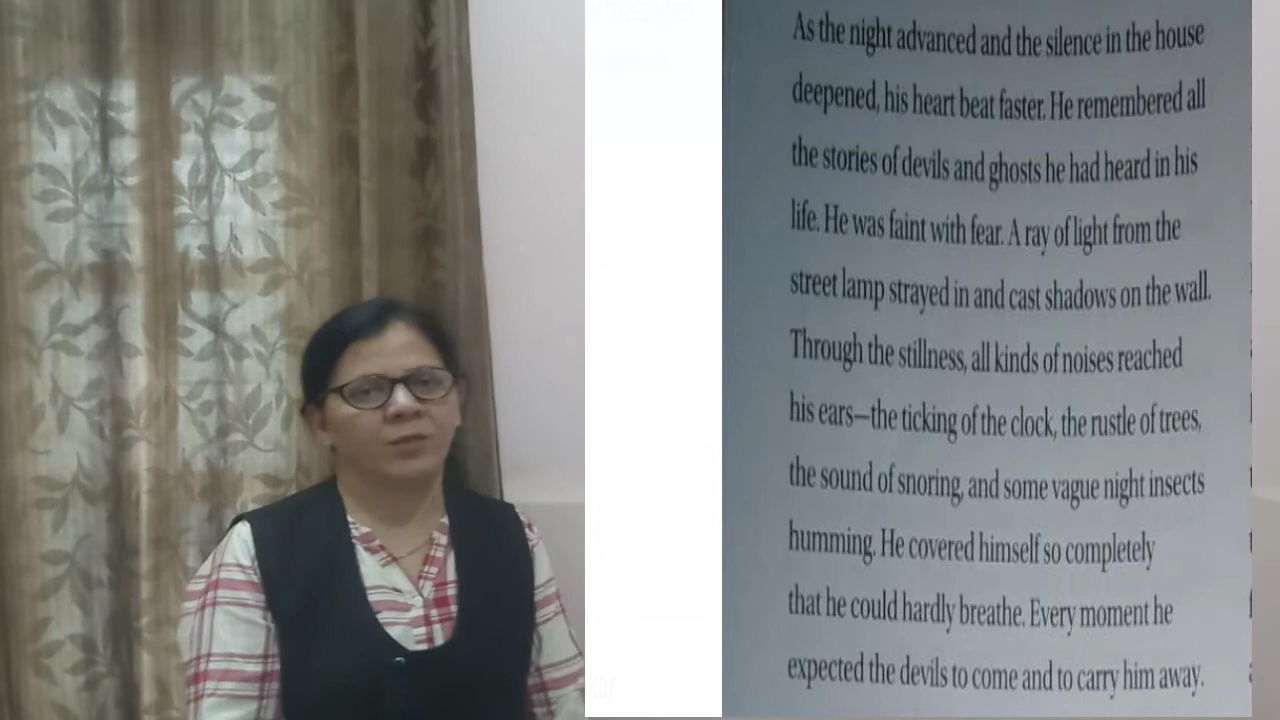 As the night advanced and the silence in the house
deepened, his heart beat faster. He remembered all
the stories of devils and ghosts he had heard in his
life. He was faint with fear. A ray of light from the
street lamp strayed in and cast shadows on the wall.
Through the stillness, all kinds of noises reached
his ears—the ticking of the clock, the rustle of trees,
the sound of snoring, and some vague night insects
humming. He covered himself so completely
that he could hardly breathe. Every moment he
expected the devils to come and to carry him away.